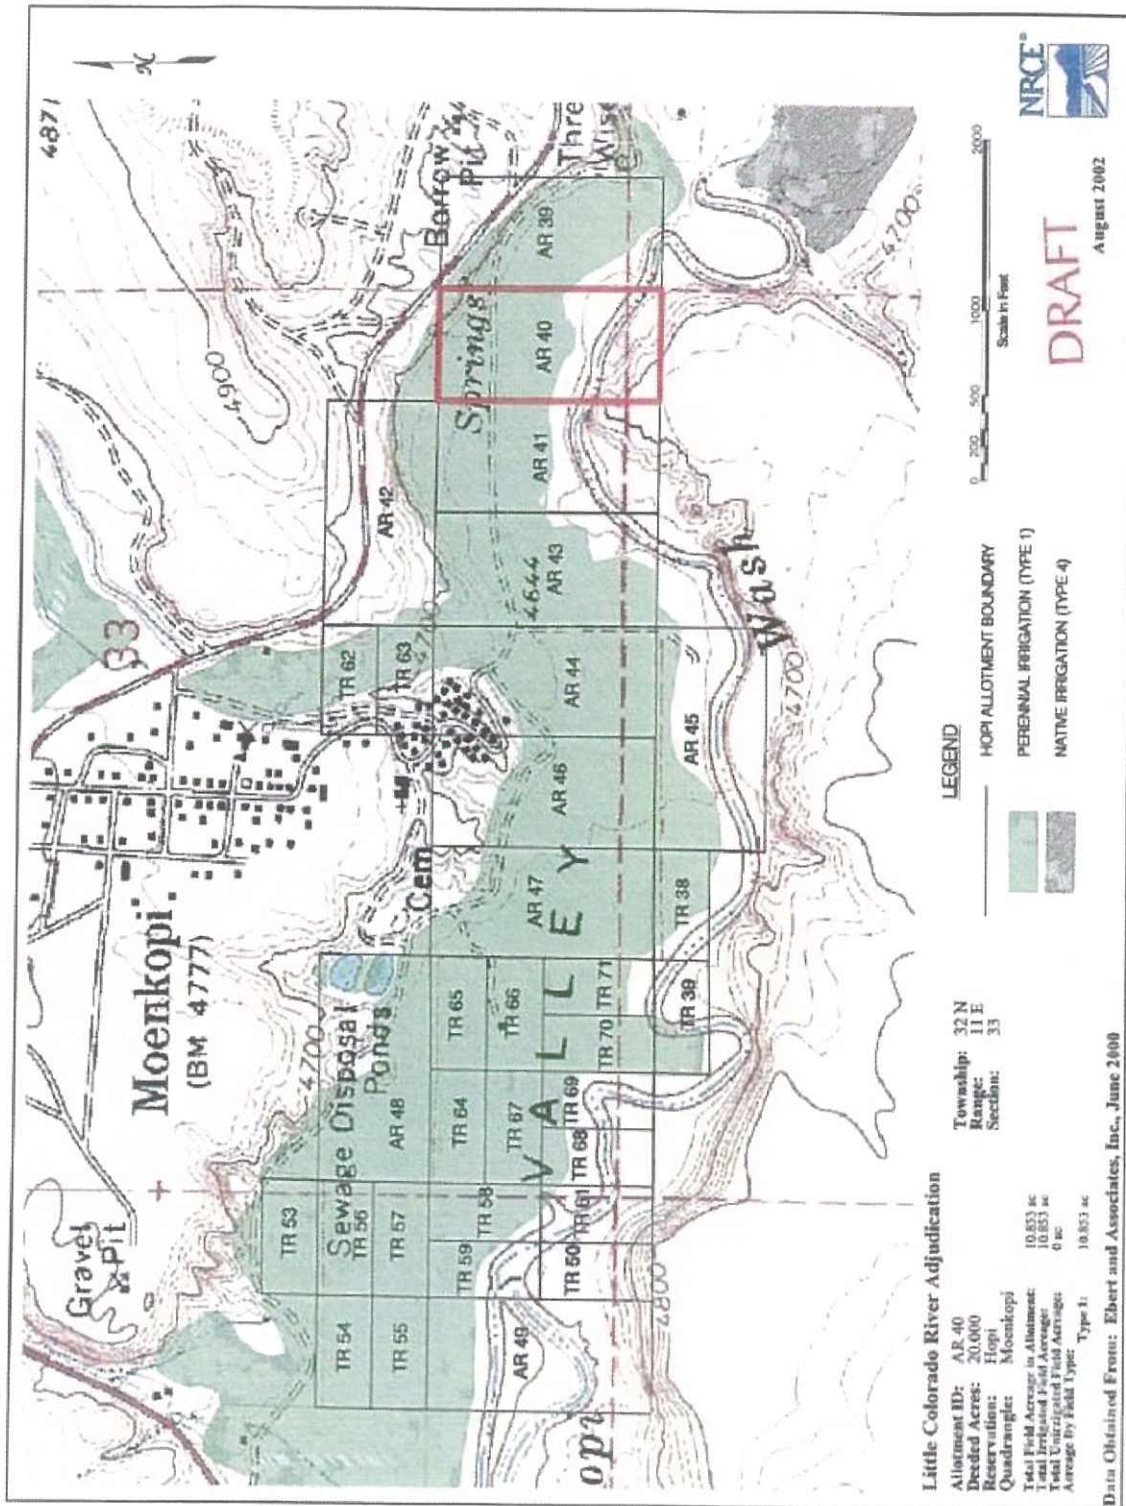 4871
N
Gravel
Pit
Moenkopi
(BM 4777)
33
4900
4700
Borrow
Pit
Thre
Wis
Cem
Sewage Disposal
Ponds
4700
Springs
4644
VALLEY
Wash
4700
4700
4800
opi
TR 53
TR 54
TR 55
TR 56
TR 57
AR 48
TR 58
TR 59
TR 50
TR 61
AR 49
TR 64
TR 65
TR 66
TR 67
TR 68
TR 69
TR 70
TR 71
TR 39
TR 38
AR 47
AR 46
AR 45
AR 44
TR 62
TR 63
AR 43
AR 42
AR 41
AR 40
AR 39
LEGEND
HOPI ALLOTMENT BOUNDARY
PERENNIAL IRRIGATION (TYPE 1)
NATIVE IRRIGATION (TYPE 4)
0 200 500 1000 2000
Scale in Feet
NRCE®
DRAFT
August 2002
Little Colorado River Adjudication
Allotment ID: AR 40
Deeded Acres: 20.000
Reservation: Hopi
Quadrangle: Moenkopi
Township: 32 N
Range: 11 E
Section: 33
Total Field Acreage in Allotment: 10.853 ac
Total Irrigated Field Acreage: 10.853 ac
Total Unirrigated Field Acreage: 0 ac
Acreage By Field Type:
Type 1: 10.853 ac
Data Obtained From: Ebert and Associates, Inc., June 2000